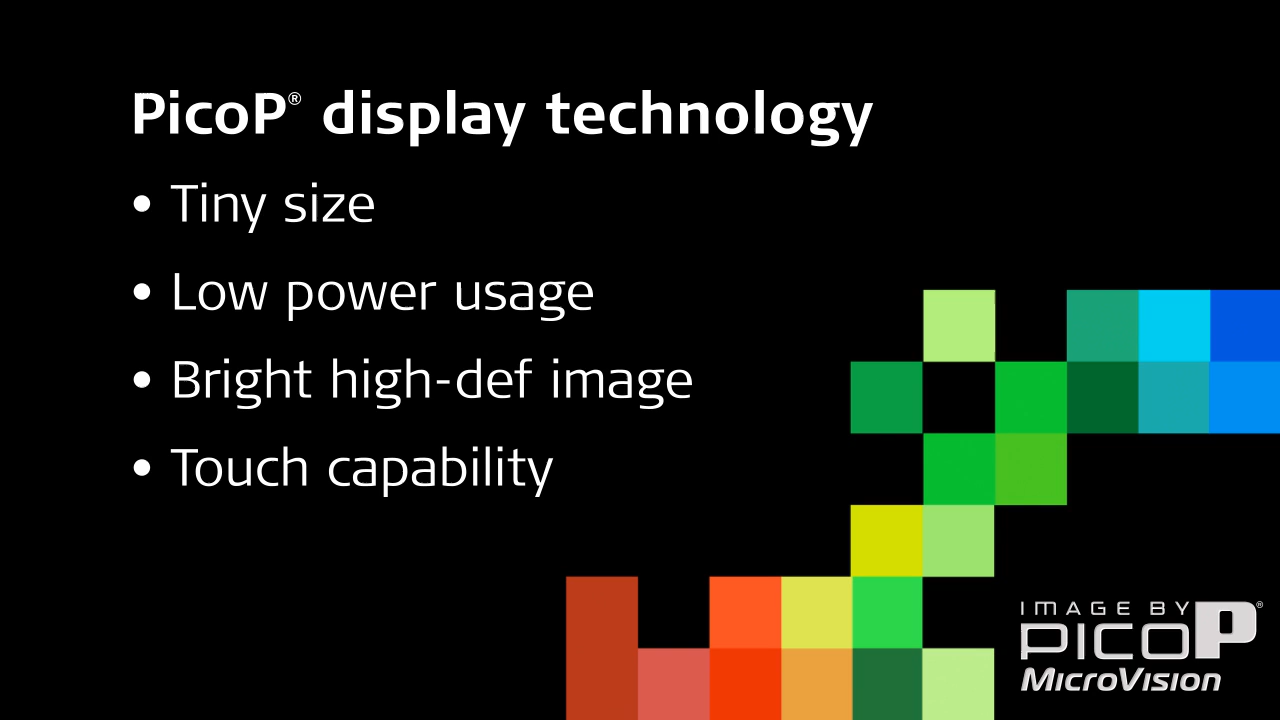 PicoP® display technology
• Tiny size
• Low power usage
• Bright high-def image
• Touch capability
IMAGE BY
PICOP®
MICROVISION